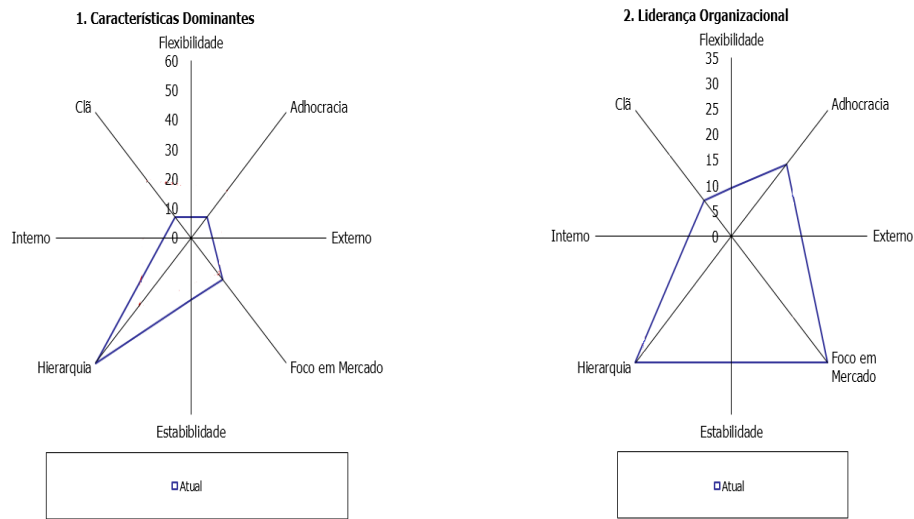 1. Características Dominantes
Flexibilidade
60
50
40
30
20
10
0
Clã
Adhocracia
Interno
Externo
Hierarquia
Foco em Mercado
Estabiblidade
Atual
2. Liderança Organizacional
Flexibilidade
35
30
25
20
15
10
5
0
Clã
Adhocracia
Interno
Externo
Hierarquia
Foco em
Mercado
Estabilidade
Atual